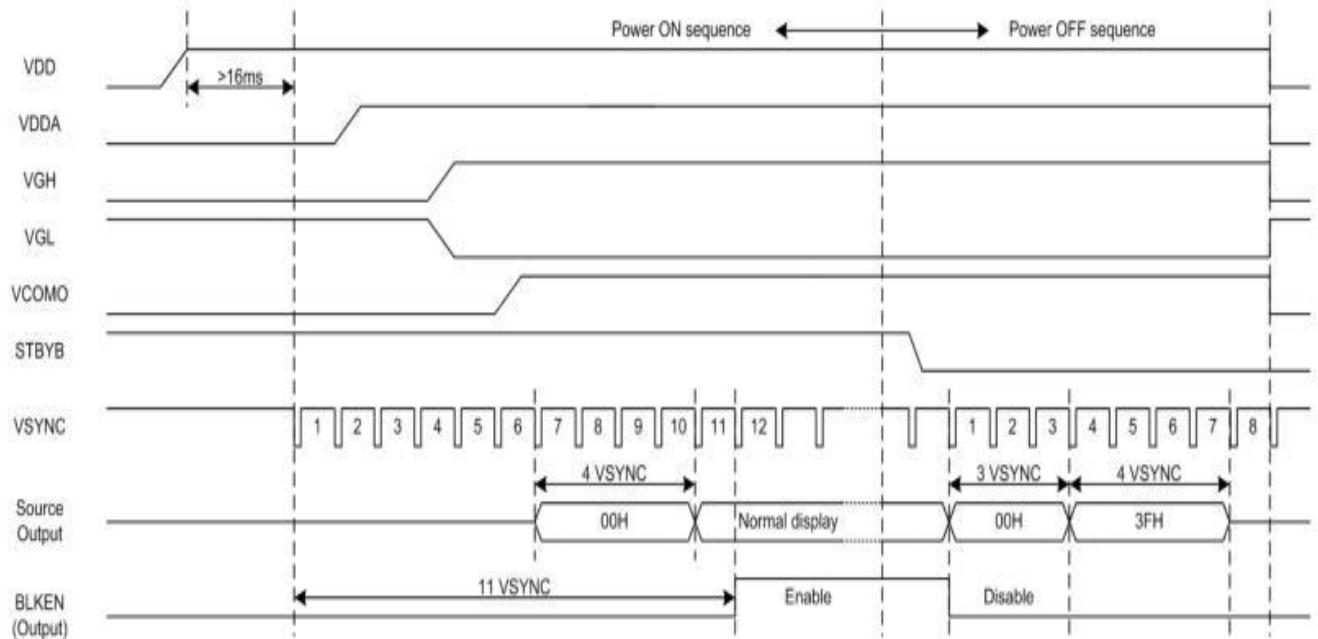 Power ON sequence Power OFF sequence
VDD
>16ms
VDDA
VGH
VGL
VCOMO
STBYB
VSYNC 1 2 3 4 5 6 7 8 9 10 11 12 1 2 3 4 5 6 7 8
4 VSYNC 3 VSYNC 4 VSYNC
Source
Output
00H Normal display 00H 3FH
11 VSYNC
Enable Disable
BLKEN
(Output)